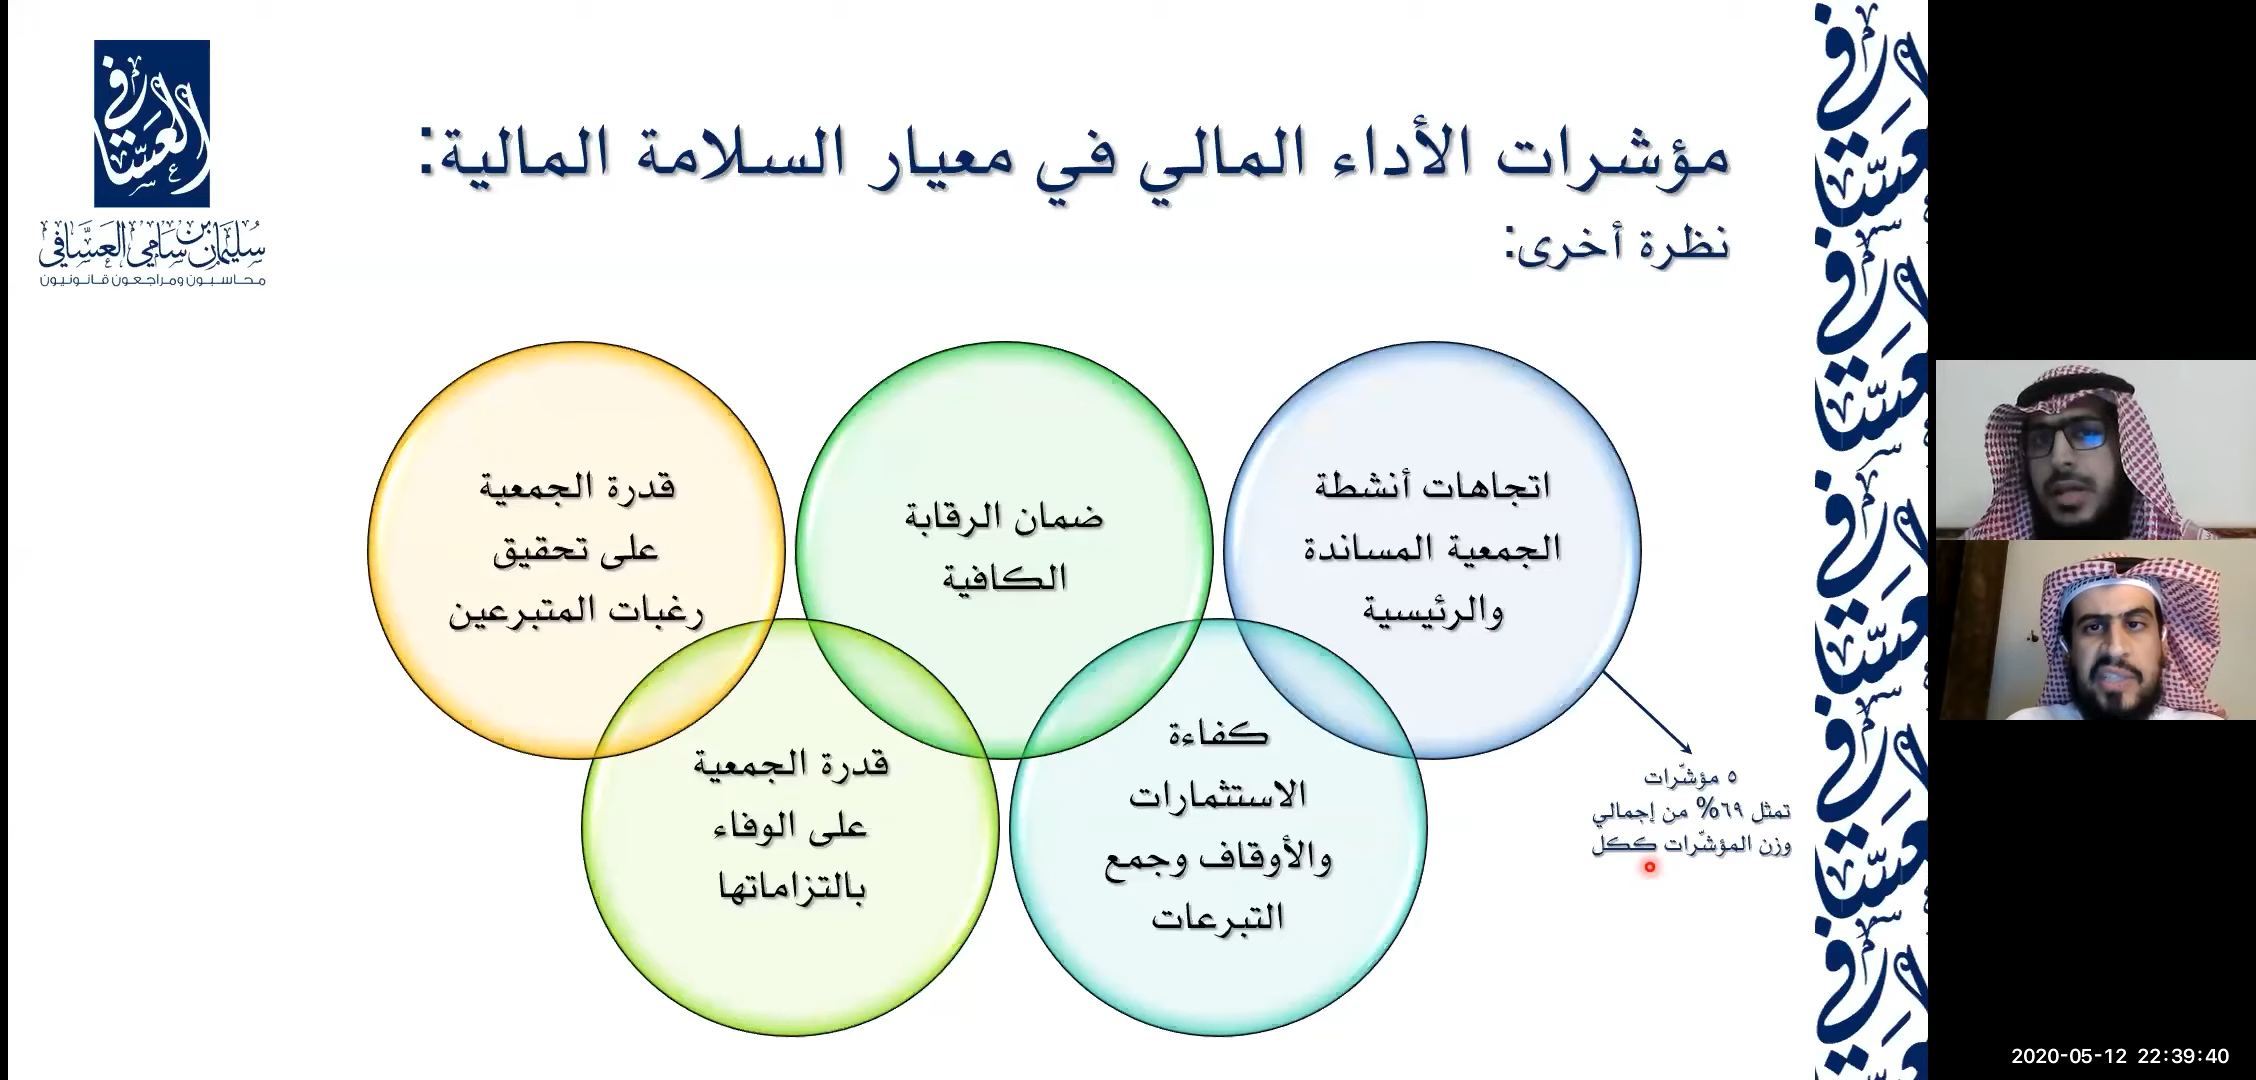 العسافي
سليمان بن سامي العسافي
محاسبون ومراجعون قانونيون
مؤشرات الأداء المالي في معيار السلامة المالية:
نظرة أخرى:
اتجاهات أنشطة
الجمعية المساندة
والرئيسية
ضمان الرقابة
الكافية
قدرة الجمعية
على تحقيق
رغبات المتبرعين
كفاءة
الاستثمارات
والأوقاف وجمع
التبرعات
قدرة الجمعية
على الوفاء
بالتزاماتها
٥ مؤشّرات
تمثل ٦٩% من إجمالي
وزن المؤشّرات ككل
2020-05-12 22:39:40